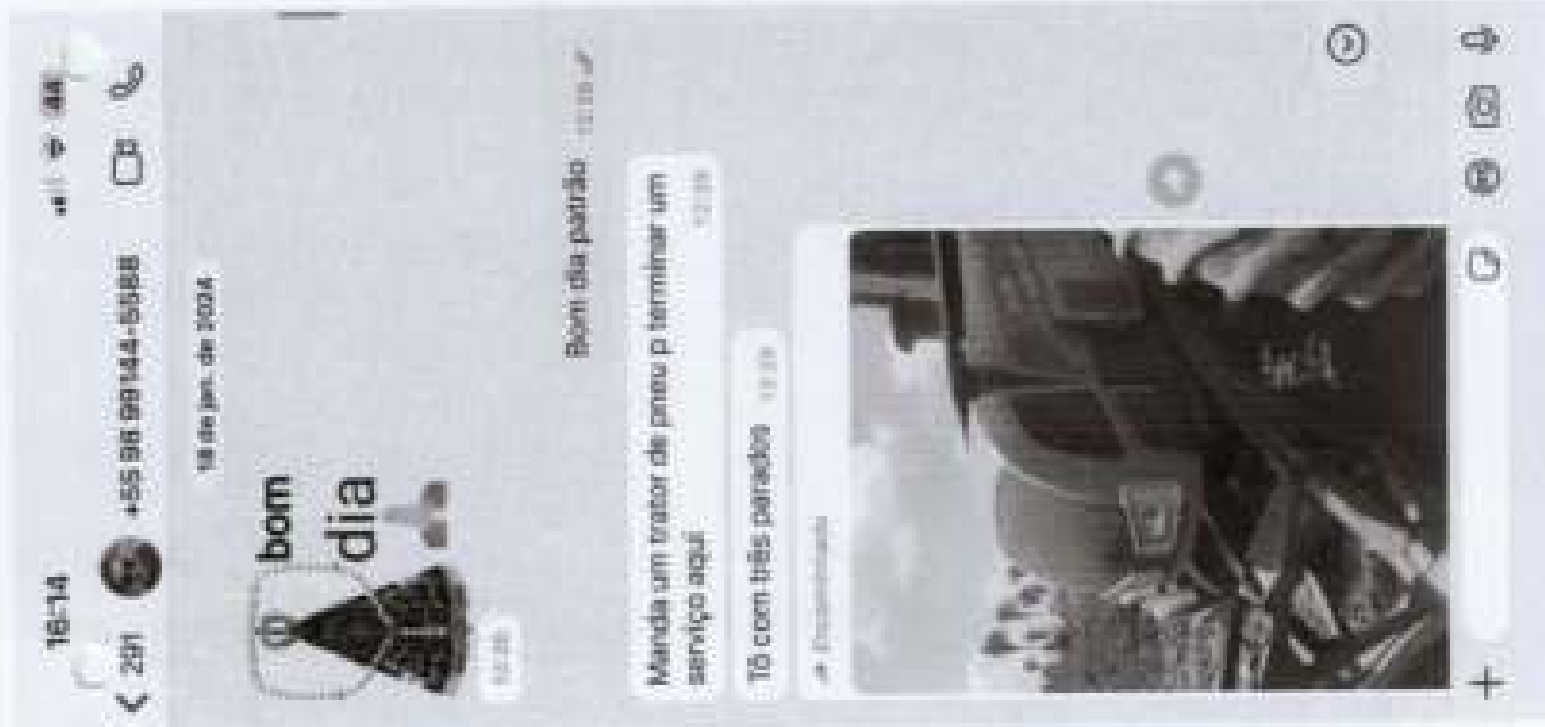 16:14
291
+55 98 99144-5588
18 de jan. de 2024
bom
dia
Bom dia patrão
Manda um trator de pneu p terminar um
serviço aqui
Tô com três parados
Encaminhada